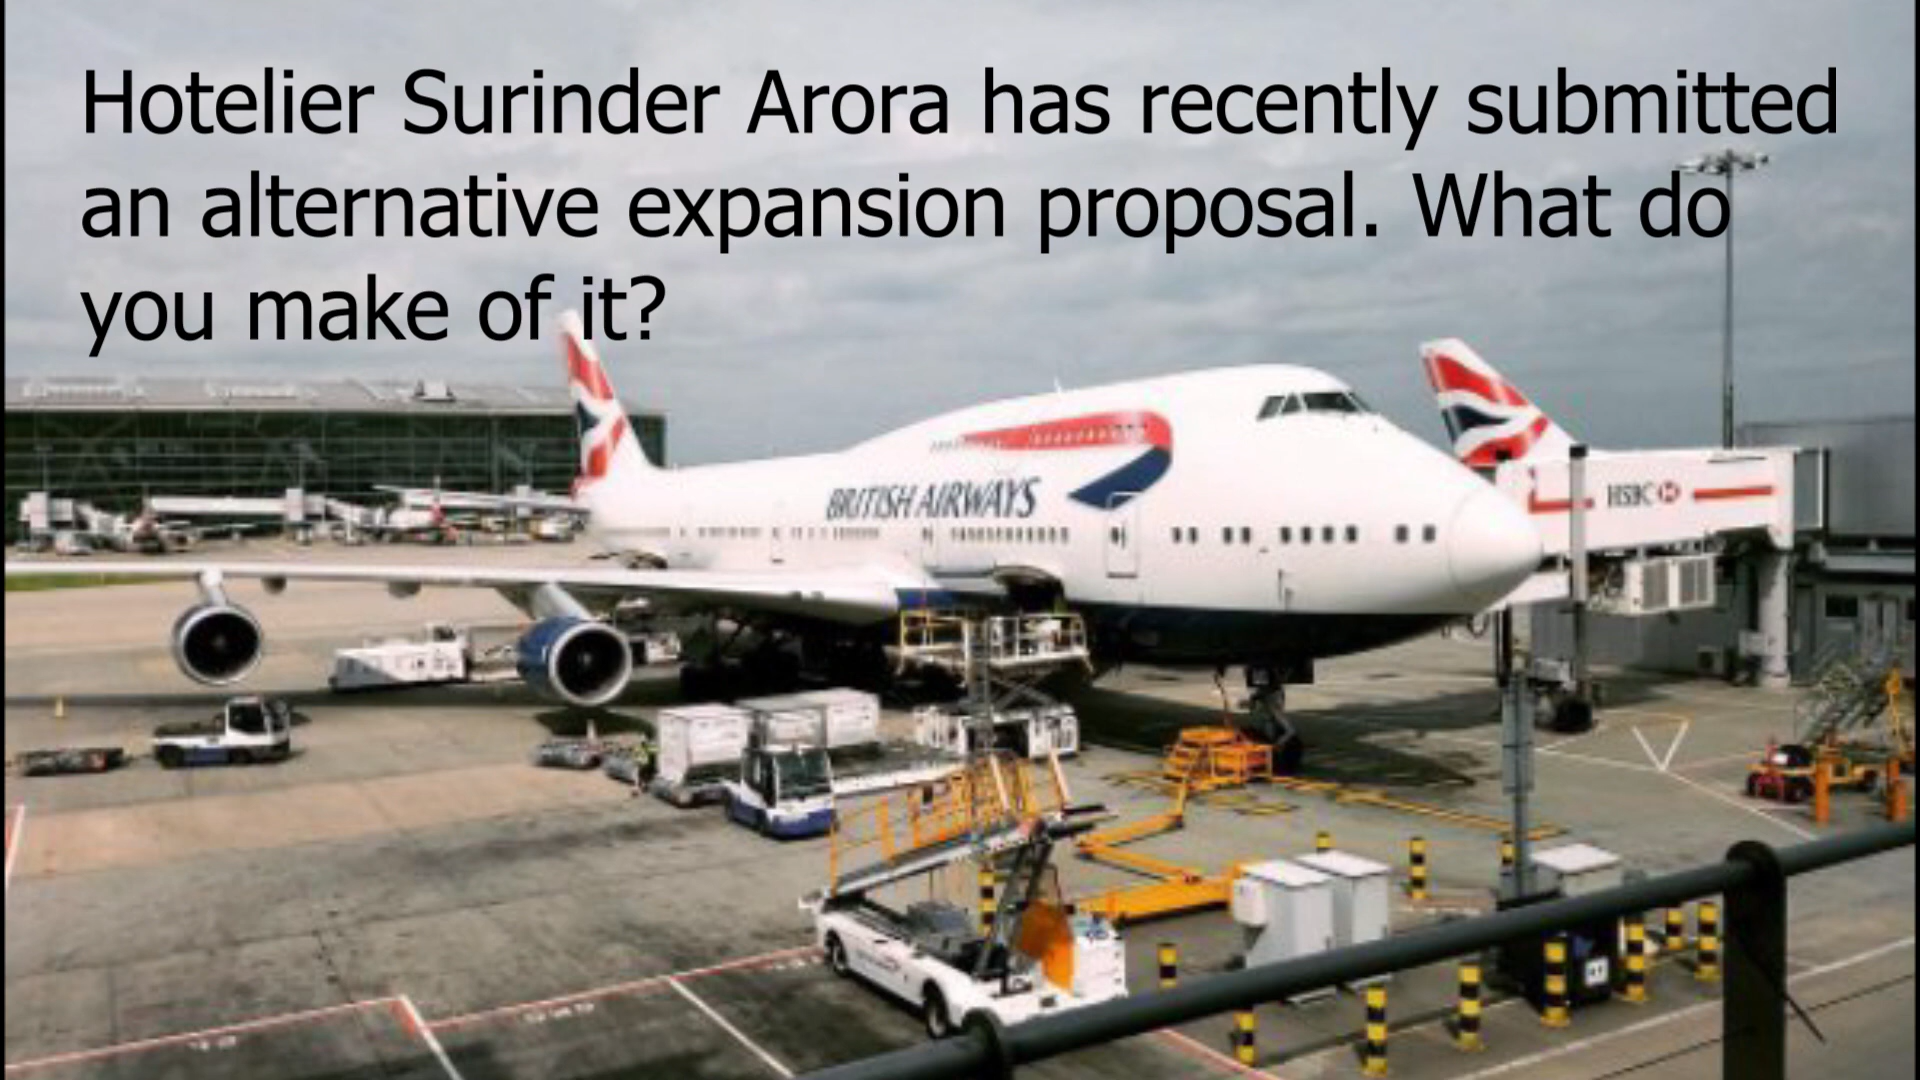 Hotelier Surinder Arora has recently submitted
an alternative expansion proposal. What do
you make of it?
BRITISH AIRWAYS
HSBC